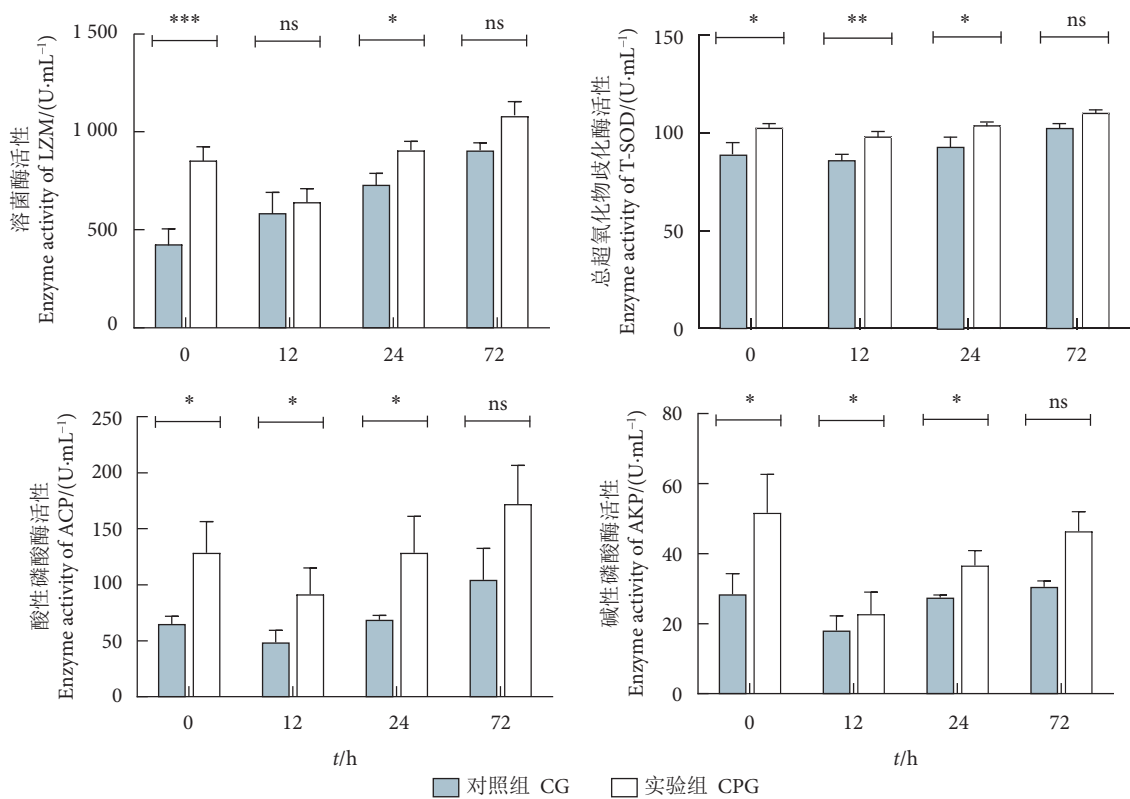 *** ns * ns
1 500
1 000
500
0
溶菌酶活性
Enzyme activity of LZM/(U·mL⁻¹)
0 12 24 72
* ** * ns
150
100
50
0
总超氧化物歧化酶活性
Enzyme activity of T-SOD/(U·mL⁻¹)
0 12 24 72
* * * ns
250
200
150
100
50
0
酸性磷酸酶活性
Enzyme activity of ACP/(U·mL⁻¹)
0 12 24 72
t/h
* * * ns
80
60
40
20
0
碱性磷酸酶活性
Enzyme activity of AKP/(U·mL⁻¹)
0 12 24 72
t/h
对照组 CG 实验组 CPG